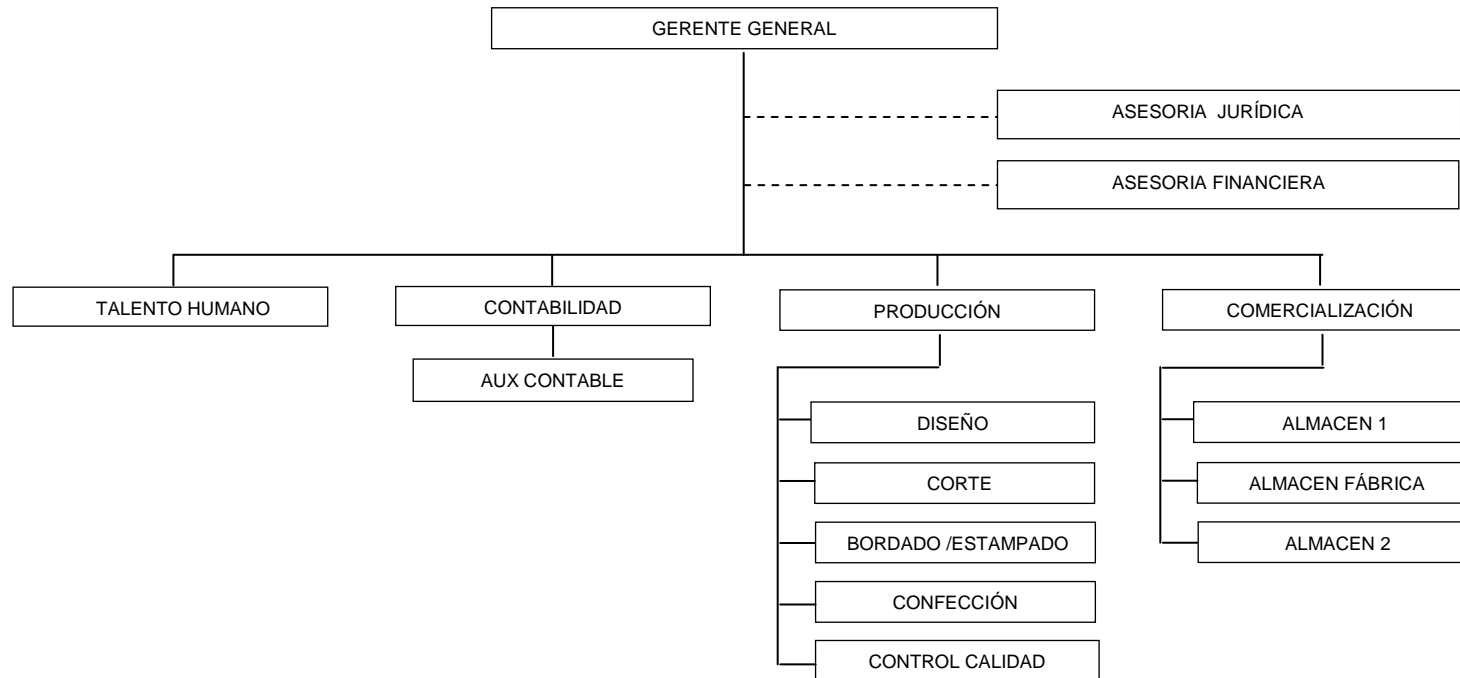 GERENTE GENERAL
ASESORIA JURÍDICA
ASESORIA FINANCIERA
TALENTO HUMANO
CONTABILIDAD
PRODUCCIÓN
COMERCIALIZACIÓN
AUX CONTABLE
DISEÑO
CORTE
BORDADO /ESTAMPADO
CONFECCIÓN
CONTROL CALIDAD
ALMACEN 1
ALMACEN FÁBRICA
ALMACEN 2